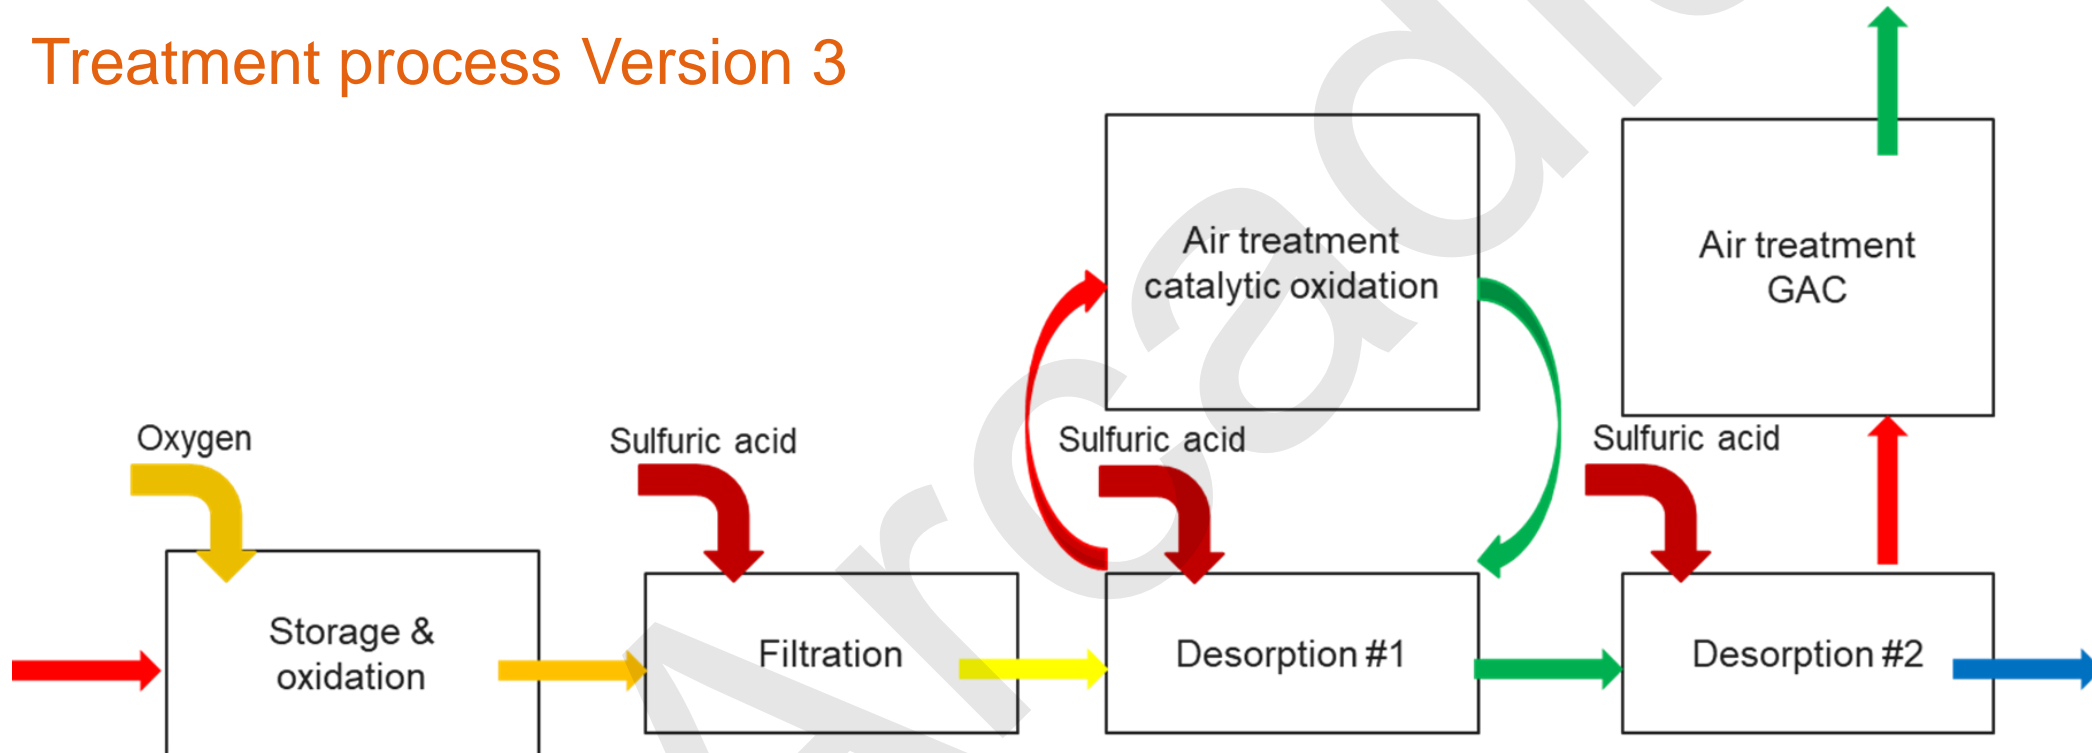 Treatment process Version 3
Air treatment
catalytic oxidation
Air treatment
GAC
Oxygen
Sulfuric acid
Sulfuric acid
Sulfuric acid
Storage &
oxidation
Filtration
Desorption #1
Desorption #2
Arcadis